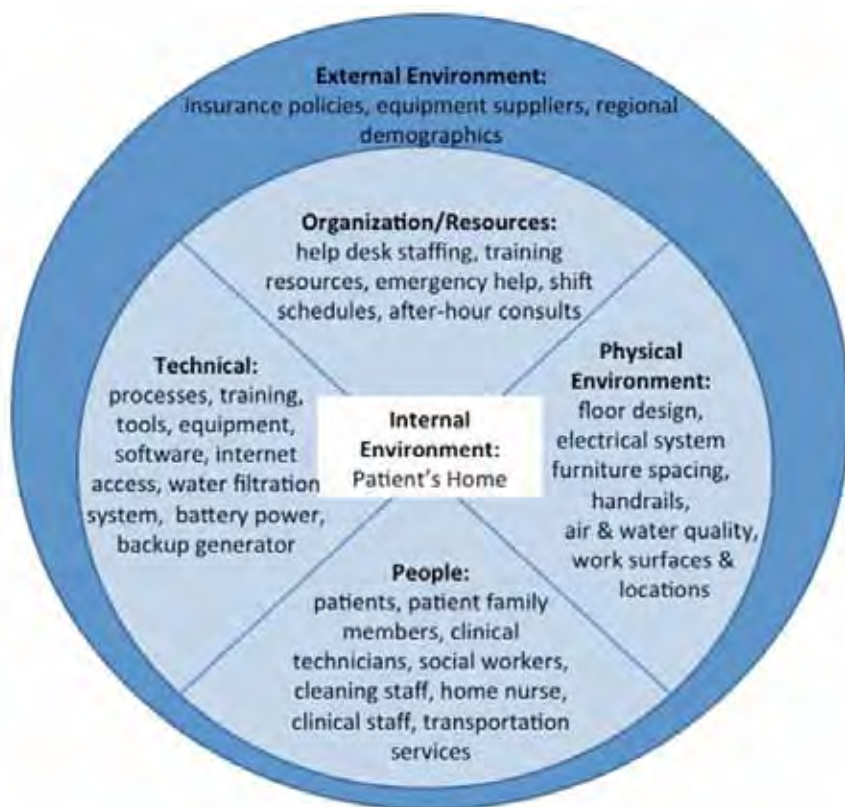 External Environment:
insurance policies, equipment suppliers, regional
demographics
Organization/Resources:
help desk staffing, training
resources, emergency help, shift
schedules, after-hour consults
Technical:
processes, training,
tools, equipment,
software, internet
access, water filtration
system, battery power,
backup generator
Internal
Environment:
Patient's Home
Physical
Environment:
floor design,
electrical system
furniture spacing,
handrails,
air & water quality,
work surfaces &
locations
People:
patients, patient family
members, clinical
technicians, social workers,
cleaning staff, home nurse,
clinical staff, transportation
services